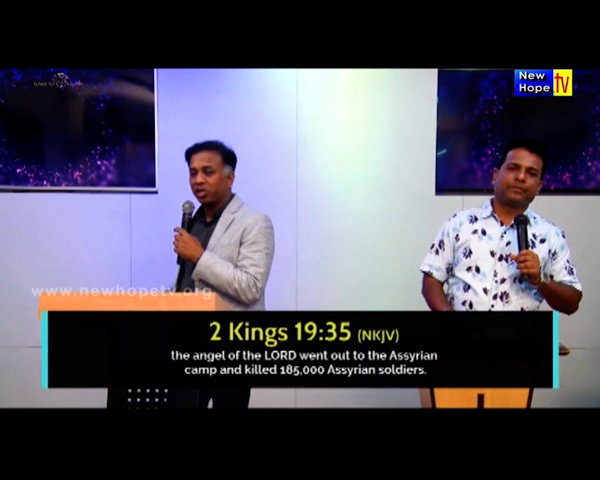 New
Hope
TV
www.newhopetv.org
2 Kings 19:35 (NKJV)
the angel of the LORD went out to the Assyrian
camp and killed 185,000 Assyrian soldiers.